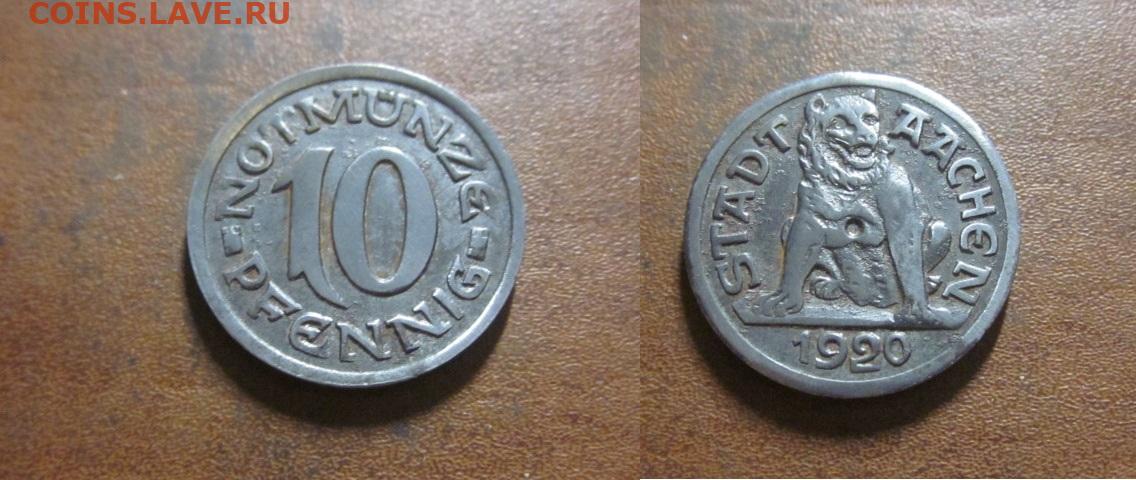 COINS.LAVE.RU
NOTMÜNZE
10
PFENNIG
STADT AACHEN
1920